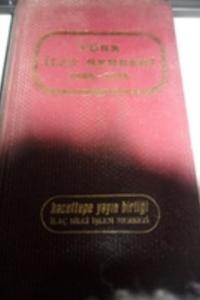 TÜRK
İLAÇ REHBERİ
hacettepe yayın birliği
İLAÇ BİLGİ İŞLEM MERKEZİ